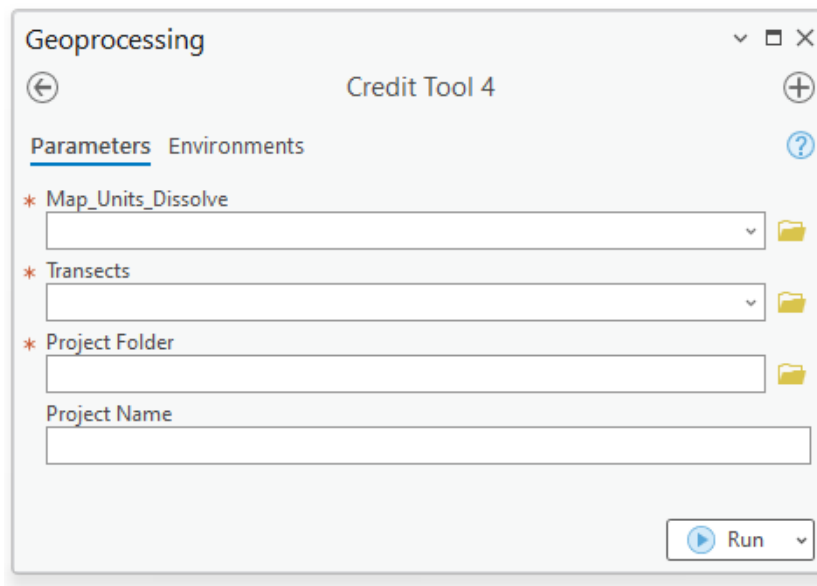 Geoprocessing
Credit Tool 4
Parameters Environments
* Map_Units_Dissolve
* Transects
* Project Folder
Project Name
Run